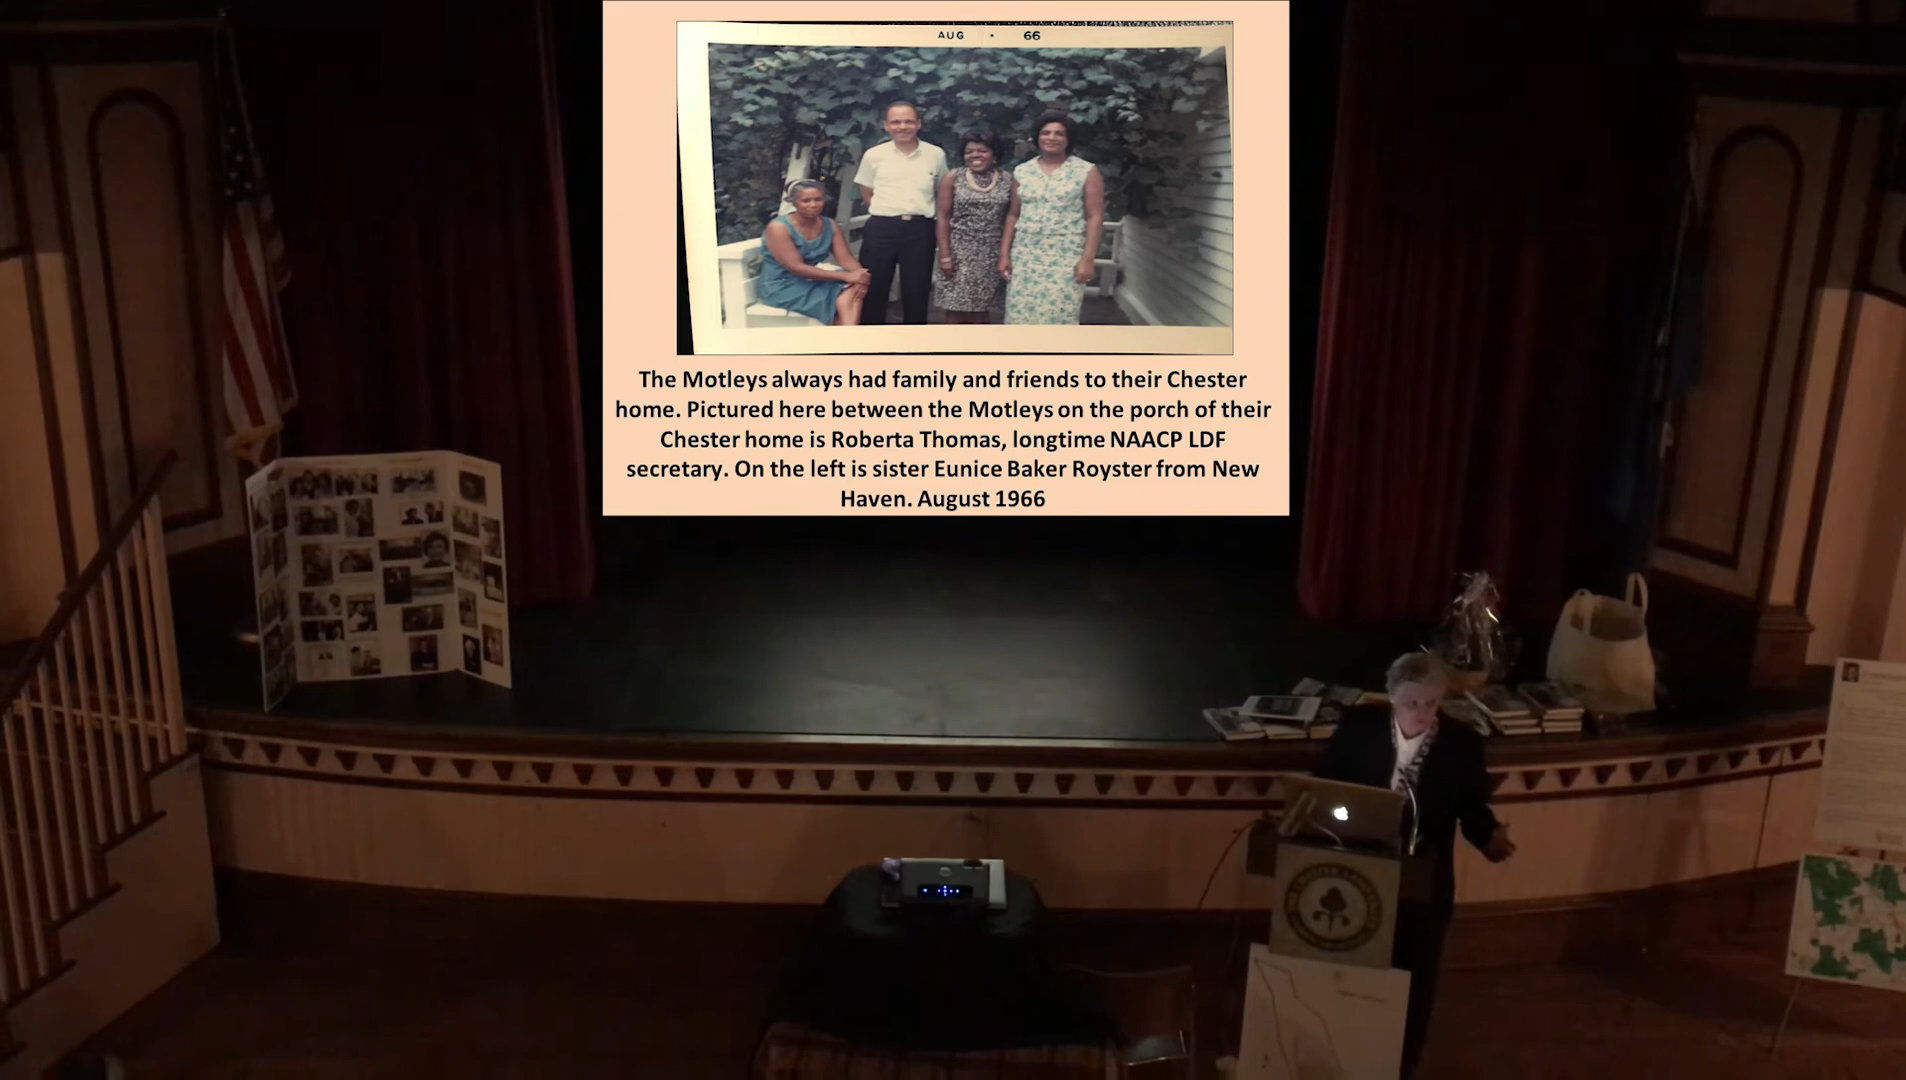 AUG • 66
The Motleys always had family and friends to their Chester
home. Pictured here between the Motleys on the porch of their
Chester home is Roberta Thomas, longtime NAACP LDF
secretary. On the left is sister Eunice Baker Royster from New
Haven. August 1966